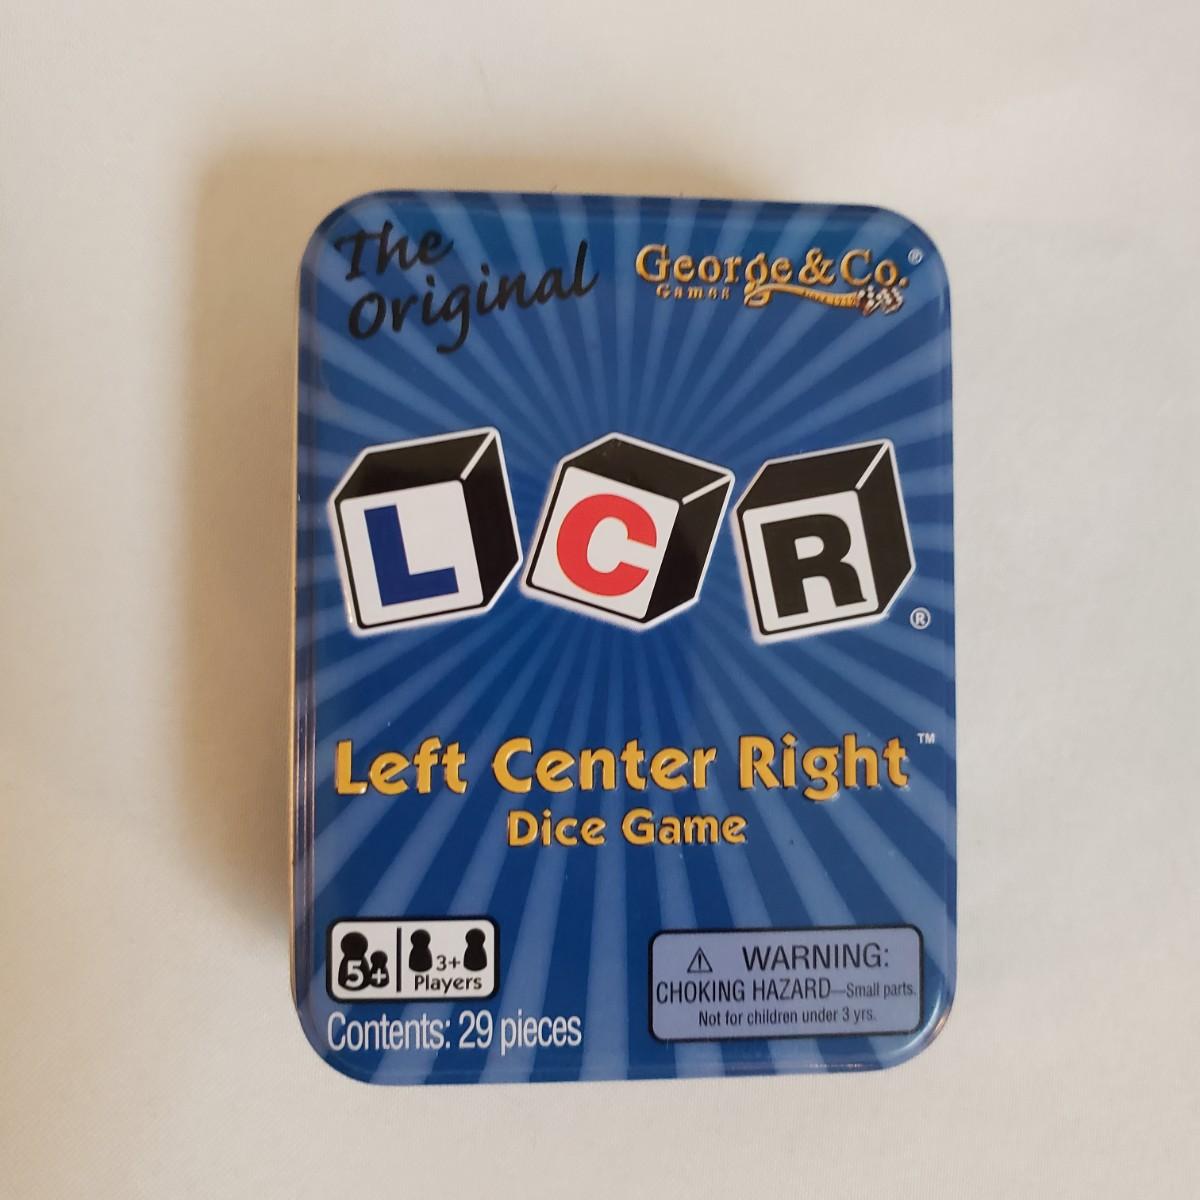 The
Original
George & Co.®
Games
L C R®
Left Center Right™
Dice Game
5+
3+
Players
Contents: 29 pieces
⚠ WARNING:
CHOKING HAZARD—Small parts.
Not for children under 3 yrs.